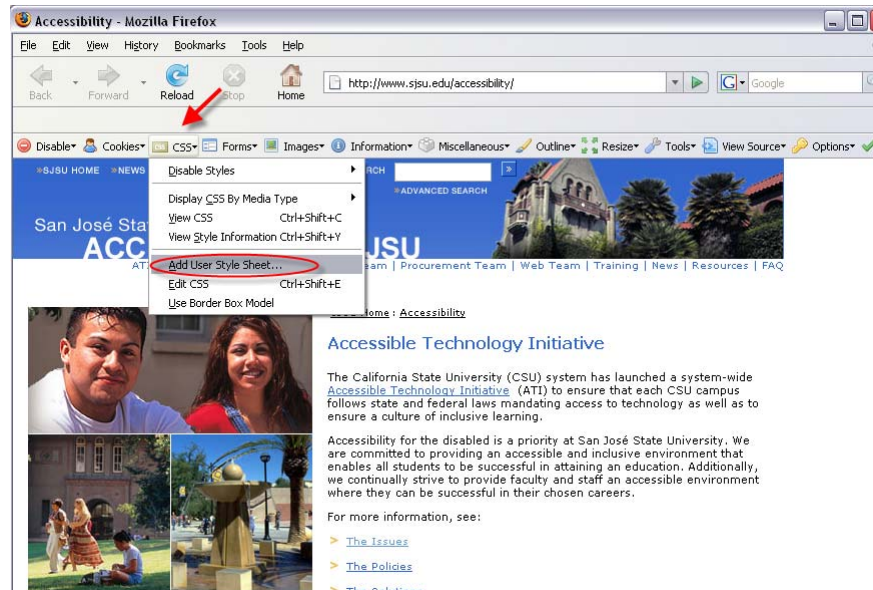 Accessibility - Mozilla Firefox
File Edit View History Bookmarks Tools Help
Back Forward Reload Stop Home http://www.sjsu.edu/accessibility/ G Google
Disable Cookies CSS Forms Images Information Miscellaneous Outline Resize Tools View Source Options
»SJSU HOME »NEWS
»ADVANCED SEARCH
San José Sta
ACC JSU
Disable Styles
Display CSS By Media Type
View CSS Ctrl+Shift+C
View Style Information Ctrl+Shift+Y
Add User Style Sheet...
Edit CSS Ctrl+Shift+E
Use Border Box Model
AT eam | Procurement Team | Web Team | Training | News | Resources | FAQ
Home : Accessibility
Accessible Technology Initiative
The California State University (CSU) system has launched a system-wide
Accessible Technology Initiative (ATI) to ensure that each CSU campus
follows state and federal laws mandating access to technology as well as to
ensure a culture of inclusive learning.
Accessibility for the disabled is a priority at San José State University. We
are committed to providing an accessible and inclusive environment that
enables all students to be successful in attaining an education. Additionally,
we continually strive to provide faculty and staff an accessible environment
where they can be successful in their chosen careers.
For more information, see:
> The Issues
> The Policies